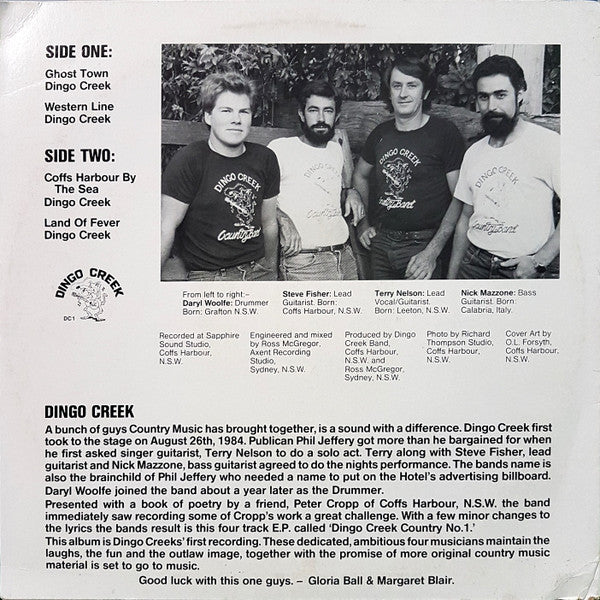 SIDE ONE:
Ghost Town
Dingo Creek
Western Line
Dingo Creek
SIDE TWO:
Coffs Harbour By
The Sea
Dingo Creek
Land Of Fever
Dingo Creek
DINGO CREEK
DC1
DINGO CREEK
Country Band
DINGO CREEK
DINGO CREEK
Country Band
DINGO CREEK
From left to right:–
Daryl Woolfe: Drummer
Born: Grafton N.S.W.
Steve Fisher: Lead
Guitarist. Born:
Coffs Harbour, N.S.W.
Terry Nelson: Lead
Vocal/Guitarist.
Born: Leeton, N.S.W.
Nick Mazzone: Bass
Guitarist. Born:
Calabria, Italy.
Recorded at Sapphire
Sound Studio,
Coffs Harbour,
N.S.W.
Engineered and mixed
by Ross McGregor,
Axent Recording
Studio,
Sydney, N.S.W.
Produced by Dingo
Creek Band,
Coffs Harbour,
N.S.W. and
Ross McGregor,
Sydney, N.S.W.
Photo by Richard
Thompson Studio,
Coffs Harbour,
N.S.W.
Cover Art by
O.L. Forsyth,
Coffs Harbour,
N.S.W.
DINGO CREEK
A bunch of guys Country Music has brought together, is a sound with a difference. Dingo Creek first
took to the stage on August 26th, 1984. Publican Phil Jeffery got more than he bargained for when
he first asked singer guitarist, Terry Nelson to do a solo act. Terry along with Steve Fisher, lead
guitarist and Nick Mazzone, bass guitarist agreed to do the nights performance. The bands name is
also the brainchild of Phil Jeffery who needed a name to put on the Hotel's advertising billboard.
Daryl Woolfe joined the band about a year later as the Drummer.
Presented with a book of poetry by a friend, Peter Cropp of Coffs Harbour, N.S.W. the band
immediately saw recording some of Cropp's work a great challenge. With a few minor changes to
the lyrics the bands result is this four track E.P. called 'Dingo Creek Country No.1.'
This album is Dingo Creeks' first recording. These dedicated, ambitious four musicians maintain the
laughs, the fun and the outlaw image, together with the promise of more original country music
material is set to go to music.
Good luck with this one guys. – Gloria Ball & Margaret Blair.